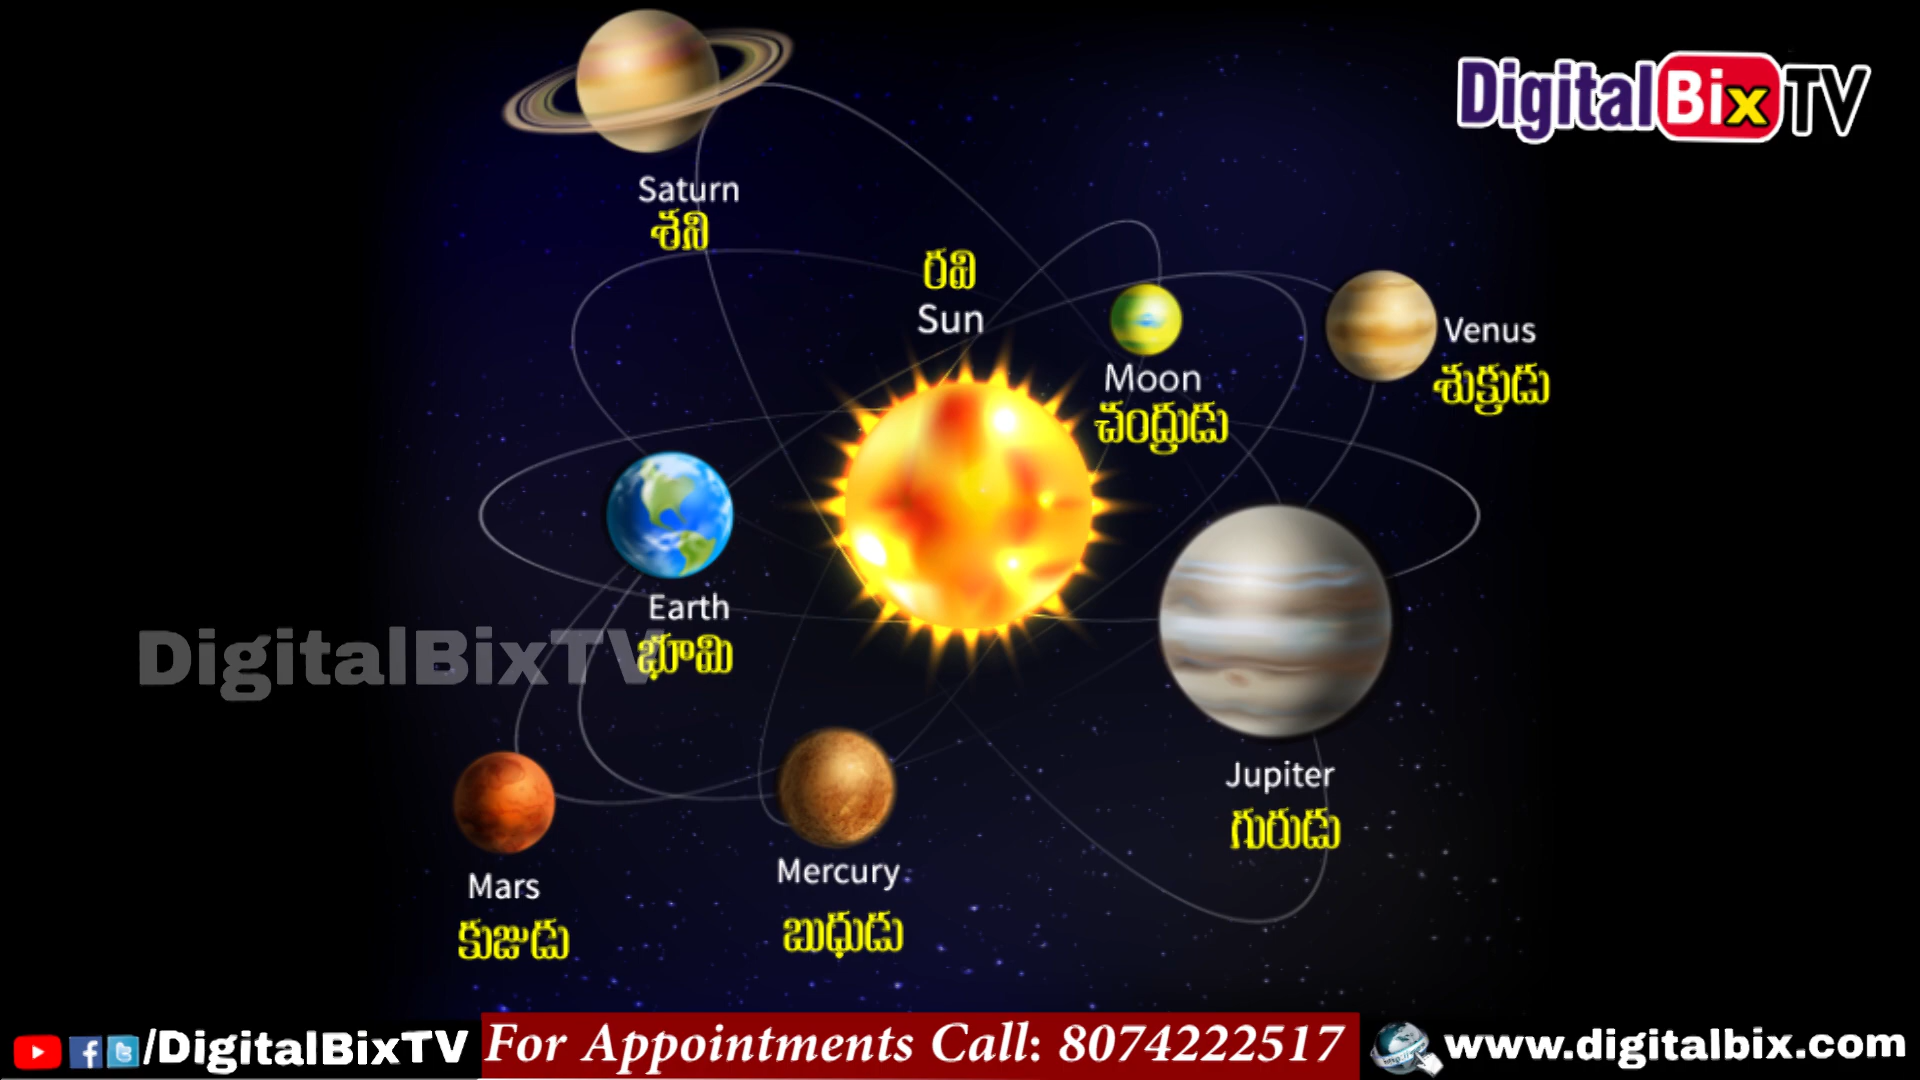 DigitalBixTV
Saturn
శని
రవి
Sun
Moon
చంద్రుడు
Venus
శుక్రుడు
Earth
భూమి
DigitalBixTV
Jupiter
గురుడు
Mars
కుజుడు
Mercury
బుధుడు
/DigitalBixTV
For Appointments Call: 8074222517
www.digitalbix.com